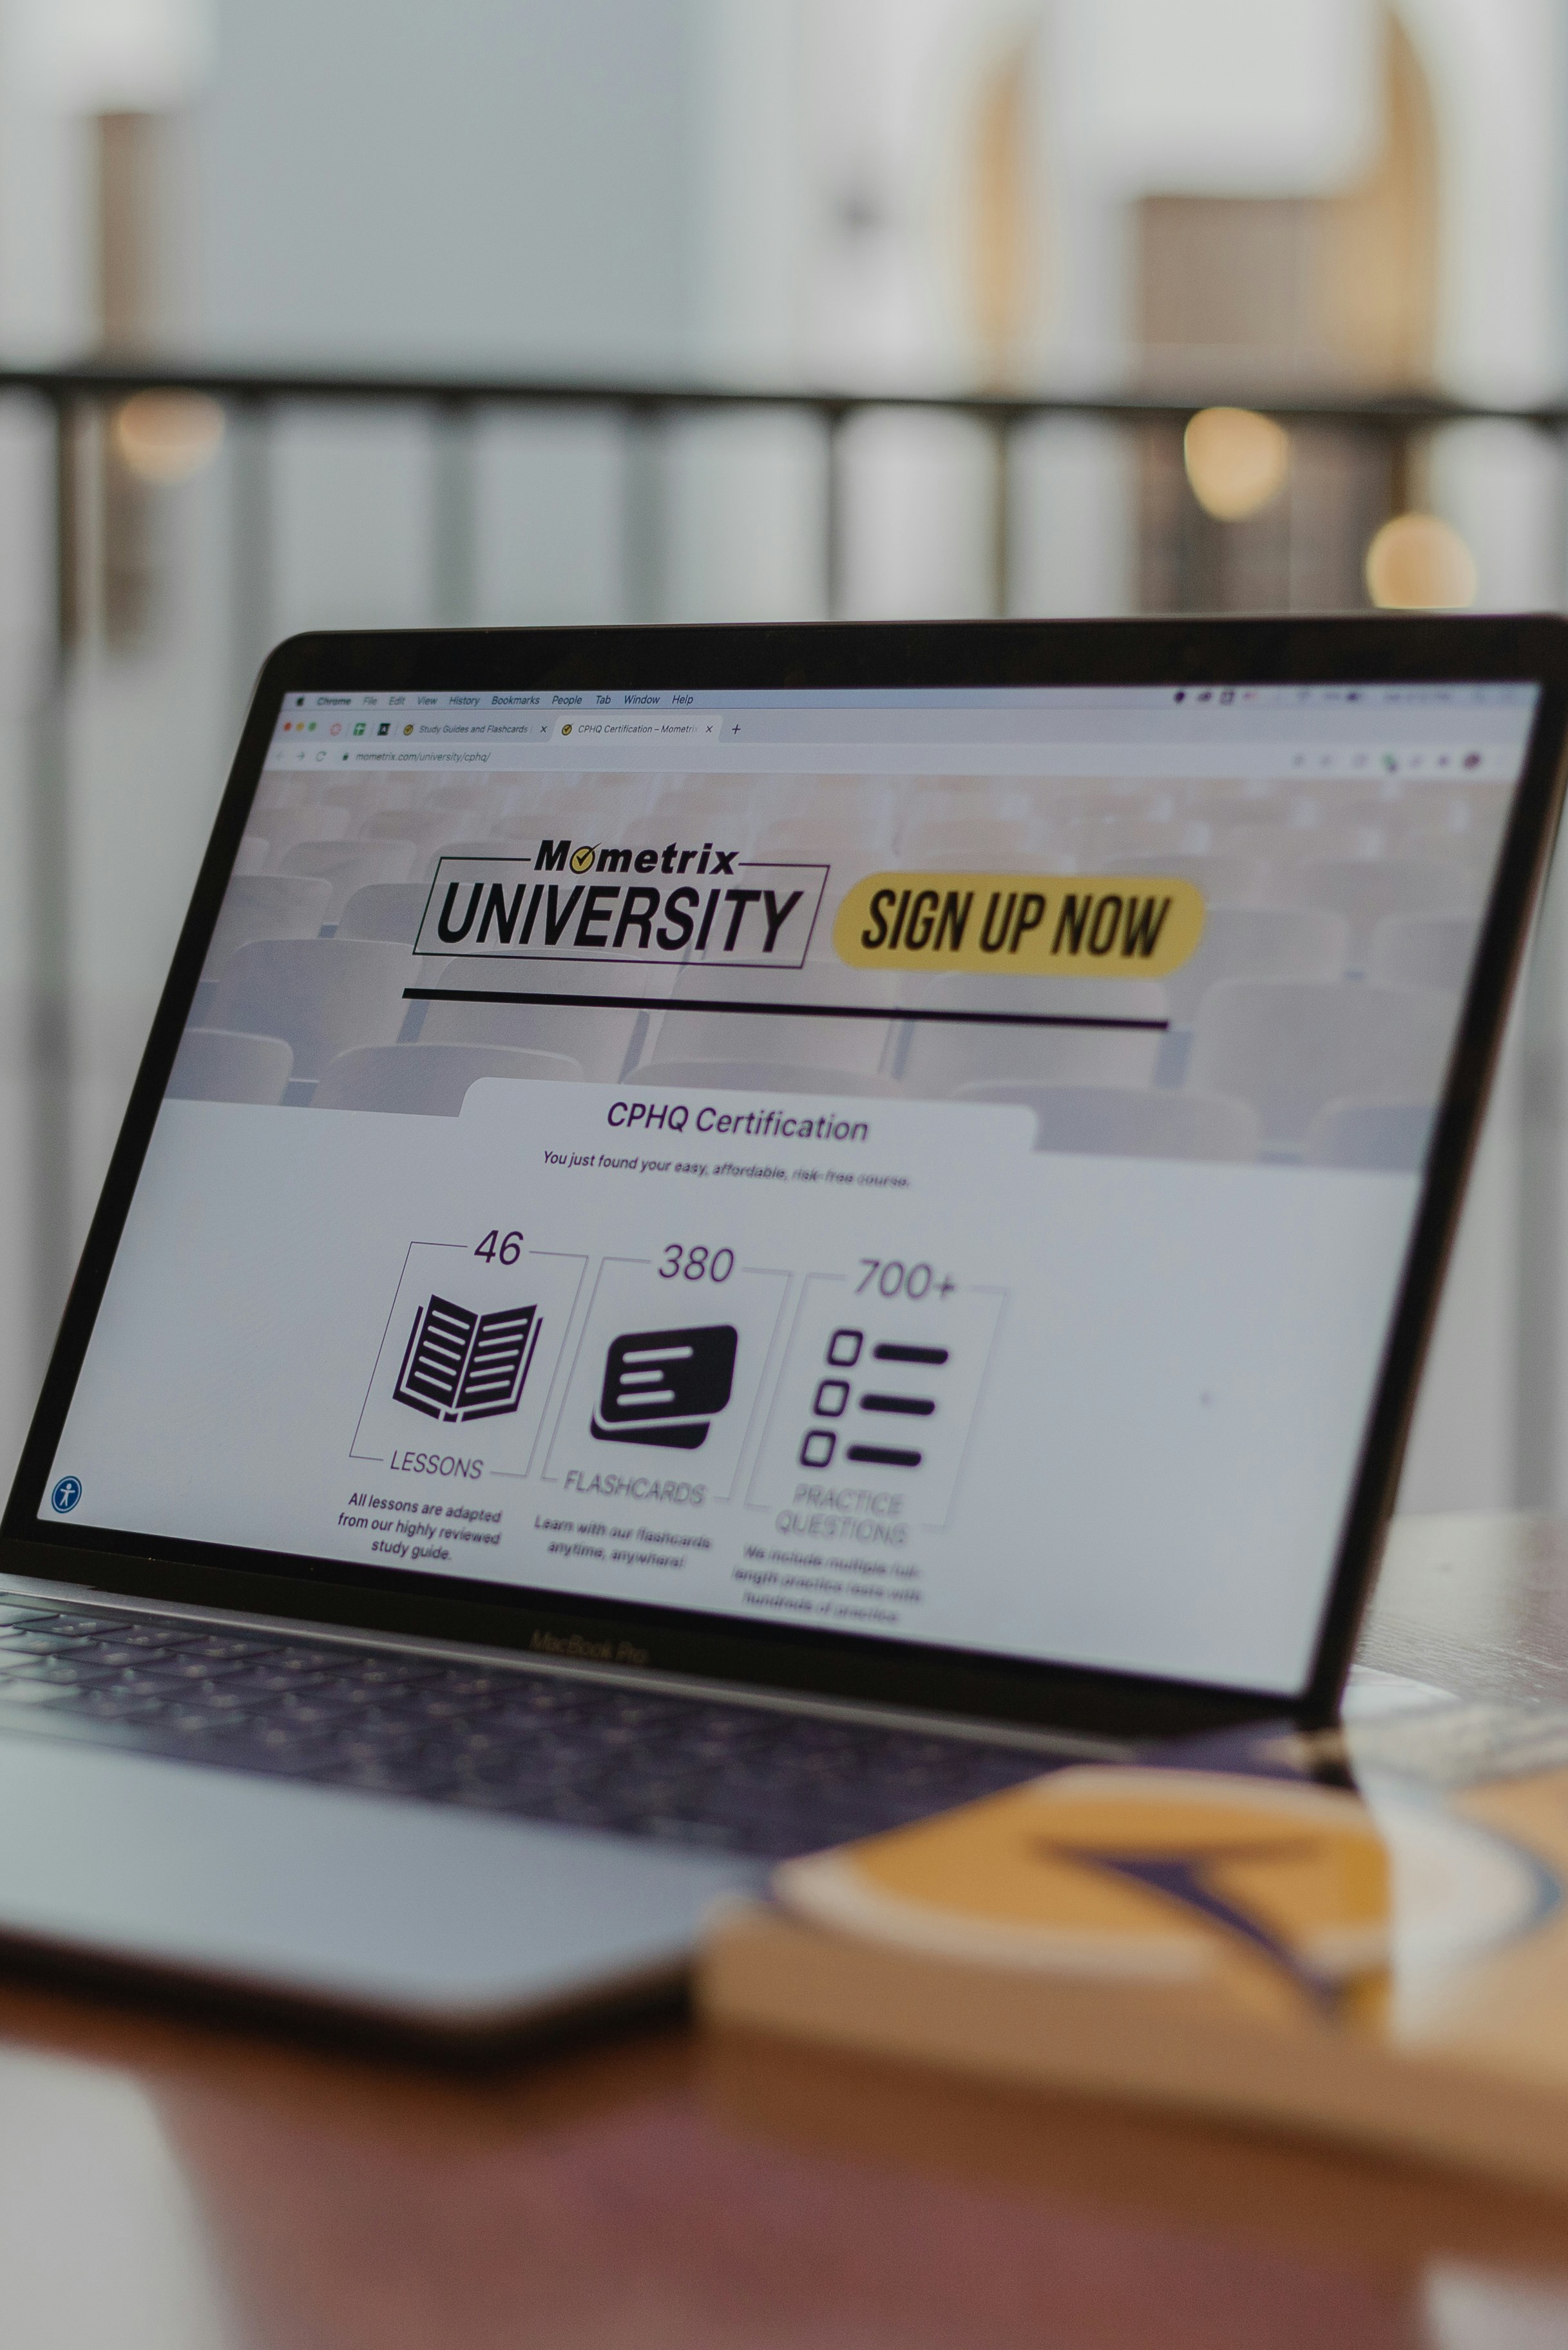 Chrome File Edit View History Bookmarks People Tab Window Help
Study Guides and Flashcards
CPHQ Certification – Mometri
mometrix.com/university/cphq/
Mometrix
UNIVERSITY
SIGN UP NOW
CPHQ Certification
You just found your easy, affordable, risk-free course.
46
LESSONS
All lessons are adapted
from our highly reviewed
study guide.
380
FLASHCARDS
Learn with our flashcards
anytime, anywhere!
700+
PRACTICE
QUESTIONS
We include multiple full-
length practice tests with
hundreds of practice
MacBook Pro